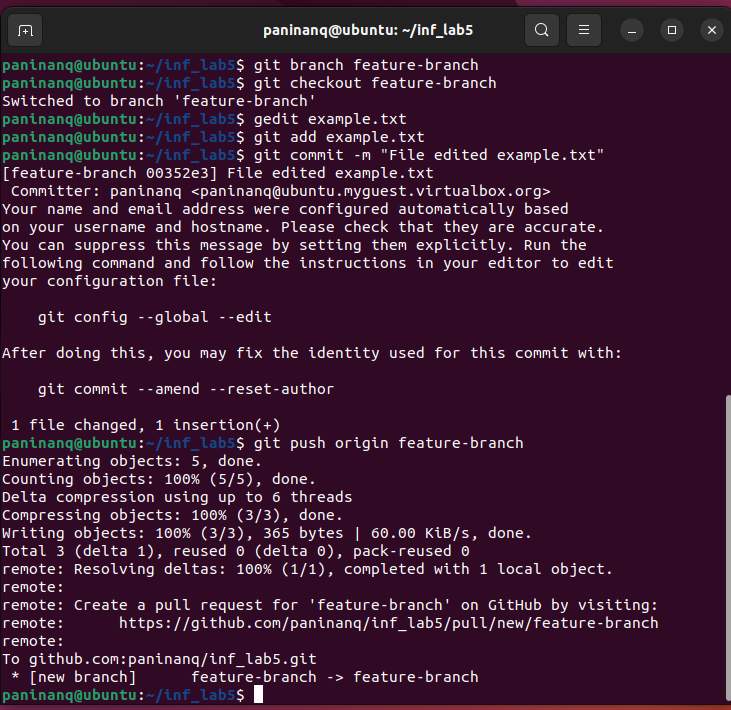 paninanq@ubuntu: ~/inf_lab5
paninanq@ubuntu:~/inf_lab5$ git branch feature-branch
paninanq@ubuntu:~/inf_lab5$ git checkout feature-branch
Switched to branch 'feature-branch'
paninanq@ubuntu:~/inf_lab5$ gedit example.txt
paninanq@ubuntu:~/inf_lab5$ git add example.txt
paninanq@ubuntu:~/inf_lab5$ git commit -m "File edited example.txt"
[feature-branch 00352e3] File edited example.txt
 Committer: paninanq <paninanq@ubuntu.myguest.virtualbox.org>
Your name and email address were configured automatically based
on your username and hostname. Please check that they are accurate.
You can suppress this message by setting them explicitly. Run the
following command and follow the instructions in your editor to edit
your configuration file:

    git config --global --edit

After doing this, you may fix the identity used for this commit with:

    git commit --amend --reset-author

 1 file changed, 1 insertion(+)
paninanq@ubuntu:~/inf_lab5$ git push origin feature-branch
Enumerating objects: 5, done.
Counting objects: 100% (5/5), done.
Delta compression using up to 6 threads
Compressing objects: 100% (3/3), done.
Writing objects: 100% (3/3), 365 bytes | 60.00 KiB/s, done.
Total 3 (delta 1), reused 0 (delta 0), pack-reused 0
remote: Resolving deltas: 100% (1/1), completed with 1 local object.
remote:
remote: Create a pull request for 'feature-branch' on GitHub by visiting:
remote:      https://github.com/paninanq/inf_lab5/pull/new/feature-branch
remote:
To github.com:paninanq/inf_lab5.git
 * [new branch]      feature-branch -> feature-branch
paninanq@ubuntu:~/inf_lab5$